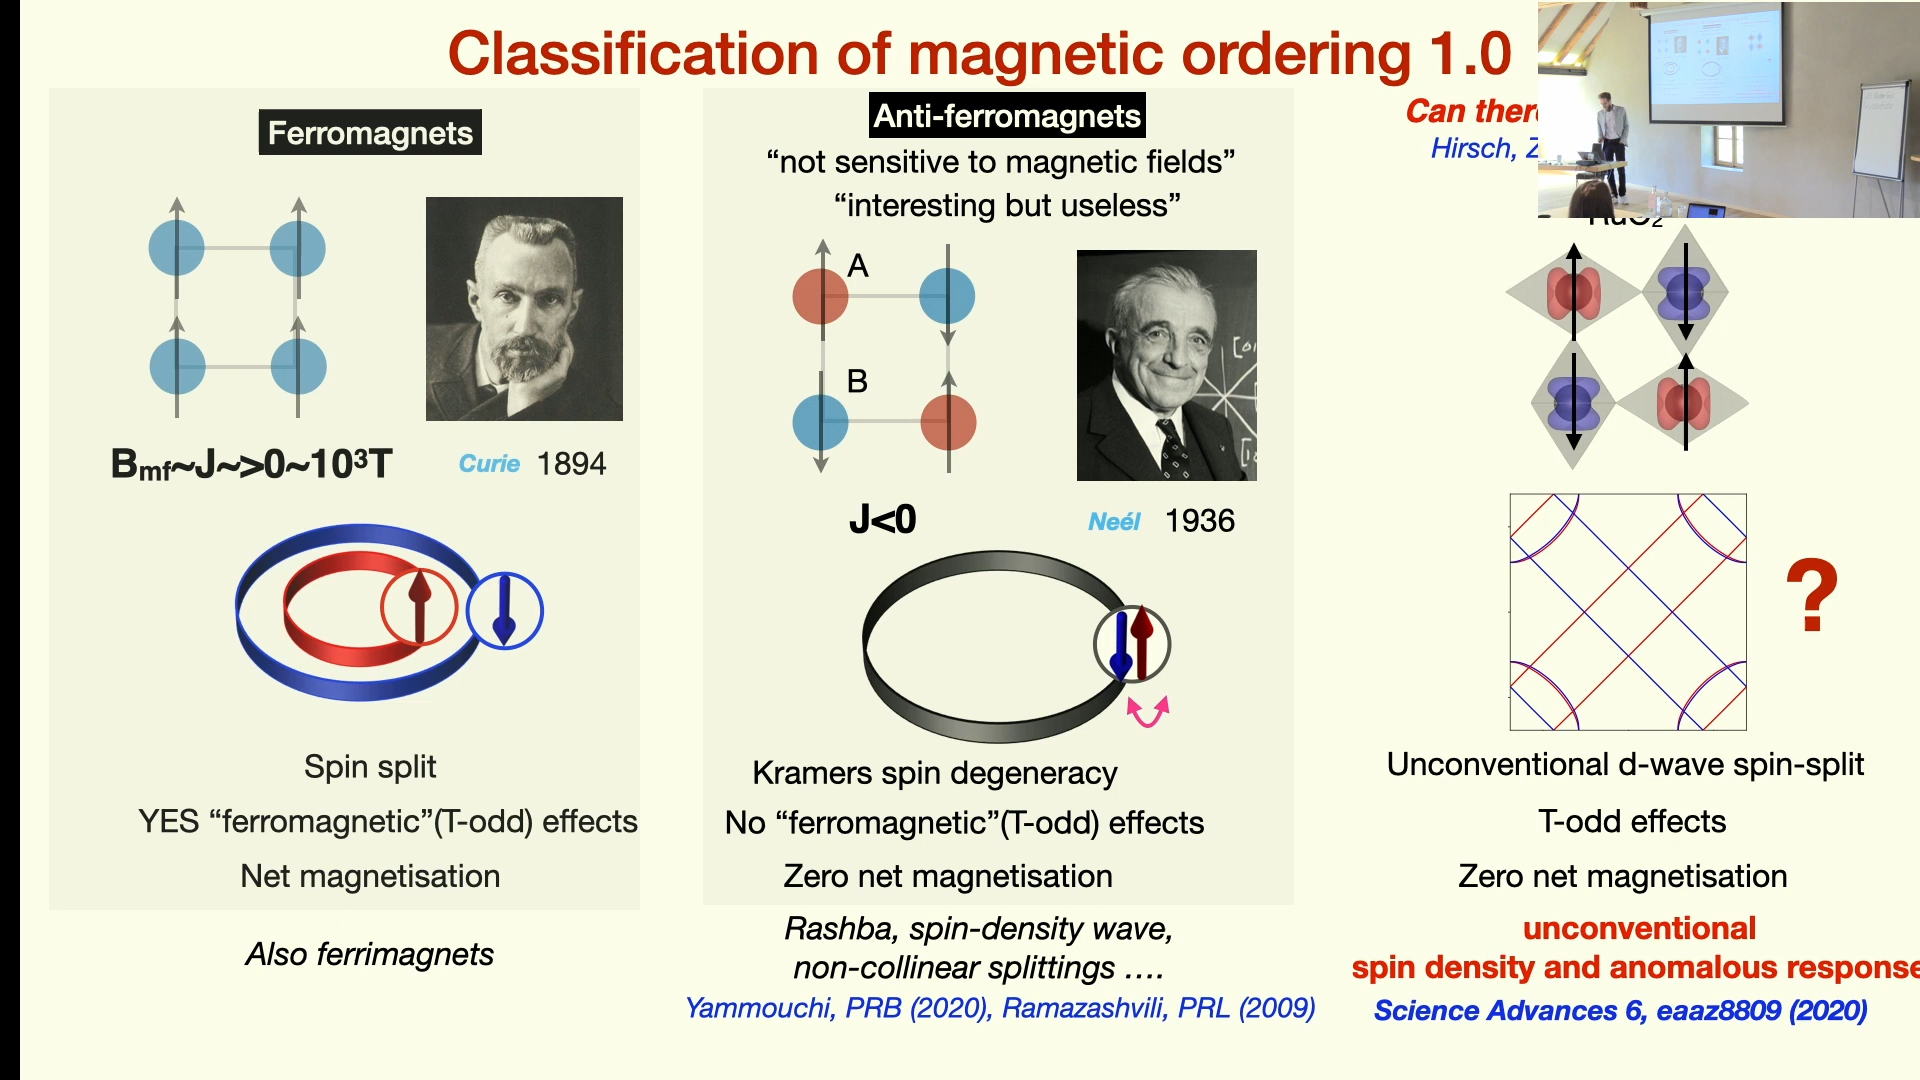 Classification of magnetic ordering 1.0
Ferromagnets
Bmf~J~>0~10³T
Curie 1894
Spin split
YES “ferromagnetic”(T-odd) effects
Net magnetisation
Also ferrimagnets
Anti-ferromagnets
“not sensitive to magnetic fields”
“interesting but useless”
A
B
J<0
Neél 1936
Kramers spin degeneracy
No “ferromagnetic”(T-odd) effects
Zero net magnetisation
Rashba, spin-density wave,
non-collinear splittings ….
Yammouchi, PRB (2020), Ramazashvili, PRL (2009)
Can ther
Hirsch, Z
RuO₂
?
Unconventional d-wave spin-split
T-odd effects
Zero net magnetisation
unconventional
spin density and anomalous response
Science Advances 6, eaaz8809 (2020)